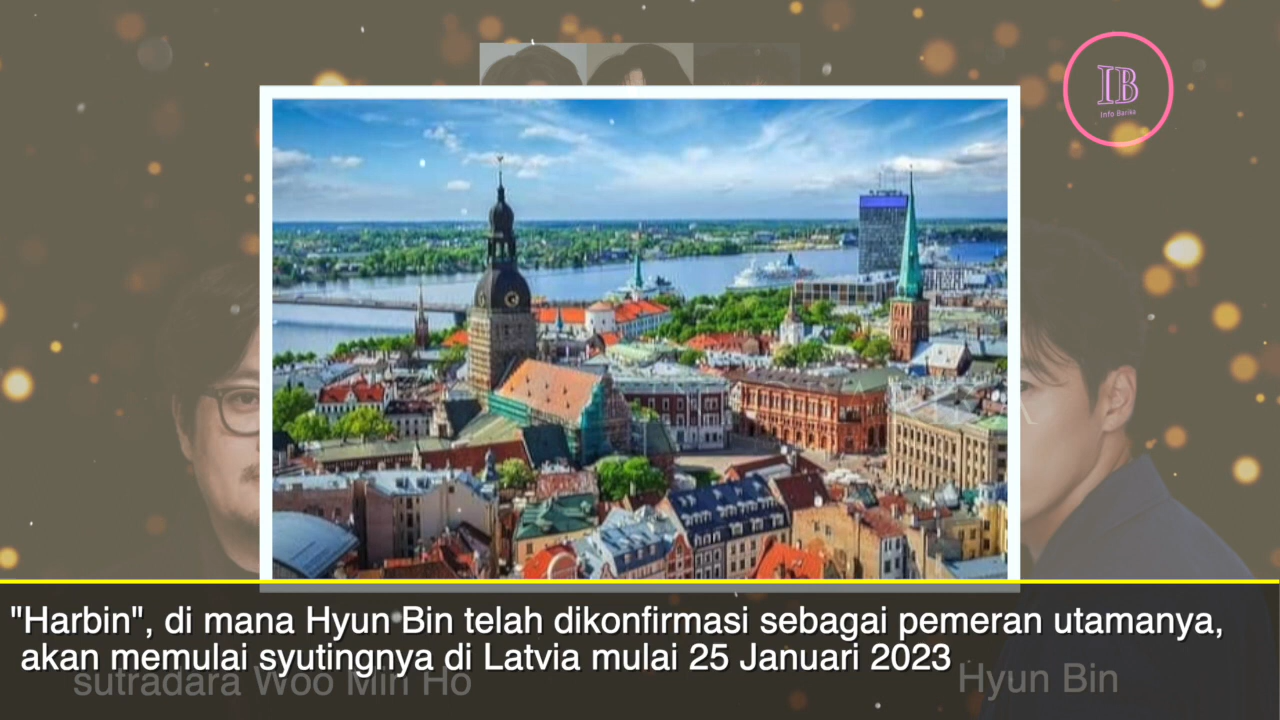 IB
Info Barika
"Harbin", di mana Hyun Bin telah dikonfirmasi sebagai pemeran utamanya,
akan memulai syutingnya di Latvia mulai 25 Januari 2023
sutradara Woo Min Ho
Hyun Bin